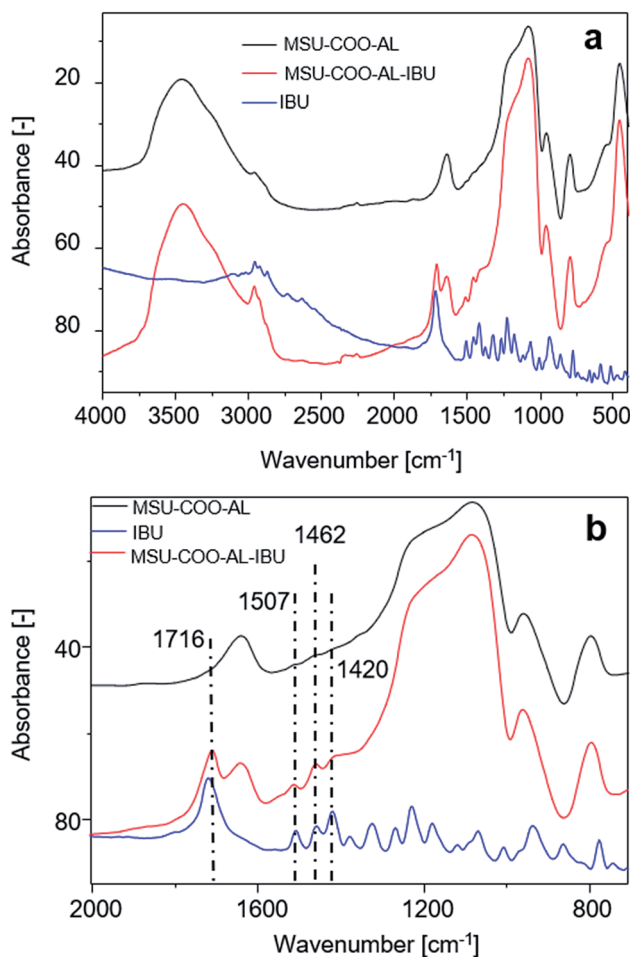 a
MSU-COO-AL
MSU-COO-AL-IBU
IBU
20
40
60
80
Absorbance [-]
4000 3500 3000 2500 2000 1500 1000 500
Wavenumber [cm-1]
b
MSU-COO-AL
IBU
MSU-COO-AL-IBU
1462
1507
1716
1420
40
80
Absorbance [-]
2000 1600 1200 800
Wavenumber [cm-1]